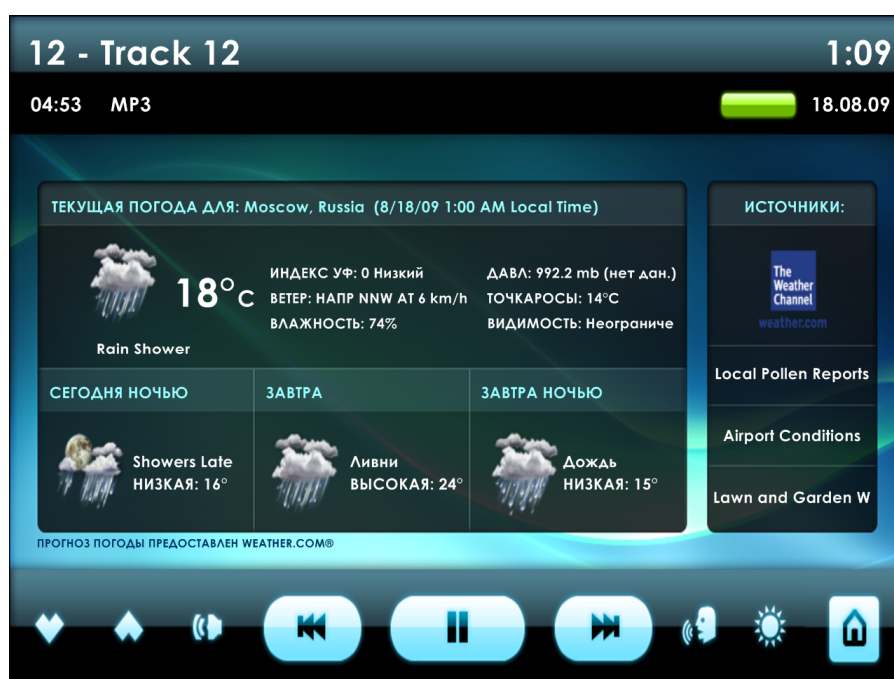 12 - Track 12
1:09
04:53 MP3
18.08.09
ТЕКУЩАЯ ПОГОДА ДЛЯ: Moscow, Russia (8/18/09 1:00 AM Local Time)
18°C
Rain Shower
ИНДЕКС УФ: 0 Низкий
ВЕТЕР: НАПР NNW AT 6 km/h
ВЛАЖНОСТЬ: 74%
ДАВЛ: 992.2 mb (нет дан.)
ТОЧКАРОСЫ: 14°C
ВИДИМОСТЬ: Неограниче
СЕГОДНЯ НОЧЬЮ
Showers Late
НИЗКАЯ: 16°
ЗАВТРА
Ливни
ВЫСОКАЯ: 24°
ЗАВТРА НОЧЬЮ
Дождь
НИЗКАЯ: 15°
ИСТОЧНИКИ:
The
Weather
Channel
weather.com
Local Pollen Reports
Airport Conditions
Lawn and Garden W
ПРОГНОЗ ПОГОДЫ ПРЕДОСТАВЛЕН WEATHER.COM®